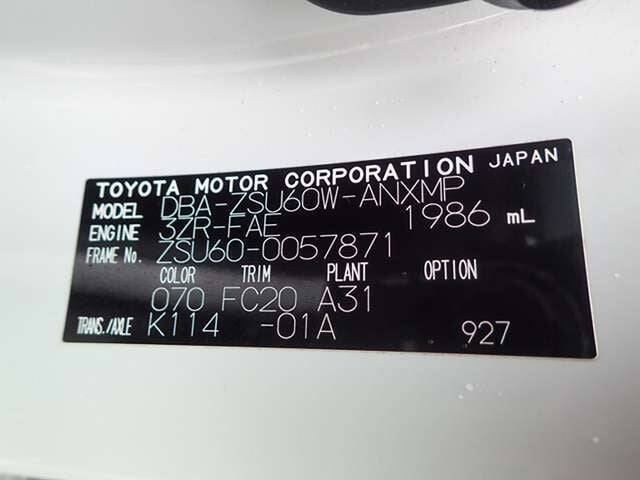 TOYOTA MOTOR CORPORATION JAPAN
MODEL DBA-ZSU60W-ANXMP
ENGINE 3ZR-FAE 1986 mL
FRAME No. ZSU60-0057871
COLOR TRIM PLANT OPTION
070 FC20 A31
TRANS./AXLE K114 -01A 927